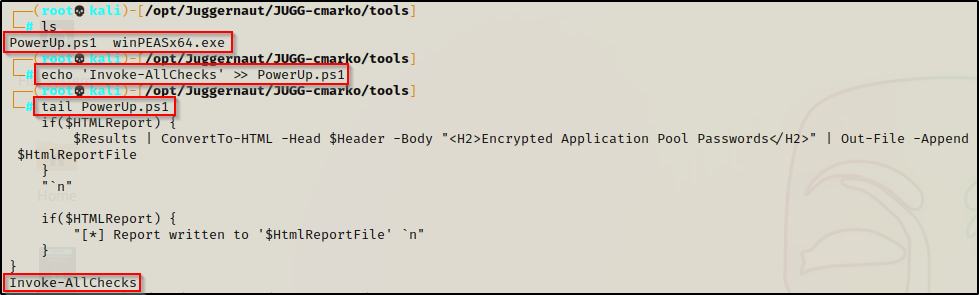 ┌──(root💀kali)-[/opt/Juggernaut/JUGG-cmarko/tools]
└─# ls
PowerUp.ps1  winPEASx64.exe
┌──(root💀kali)-[/opt/Juggernaut/JUGG-cmarko/tools]
└─# echo 'Invoke-AllChecks' >> PowerUp.ps1
┌──(root💀kali)-[/opt/Juggernaut/JUGG-cmarko/tools]
└─# tail PowerUp.ps1
    if($HTMLReport) {
        $Results | ConvertTo-HTML -Head $Header -Body "<H2>Encrypted Application Pool Passwords</H2>" | Out-File -Append
 $HtmlReportFile
    }
    "`n"

    if($HTMLReport) {
        "[*] Report written to '$HtmlReportFile' `n"
    }
}
Invoke-AllChecks
Home